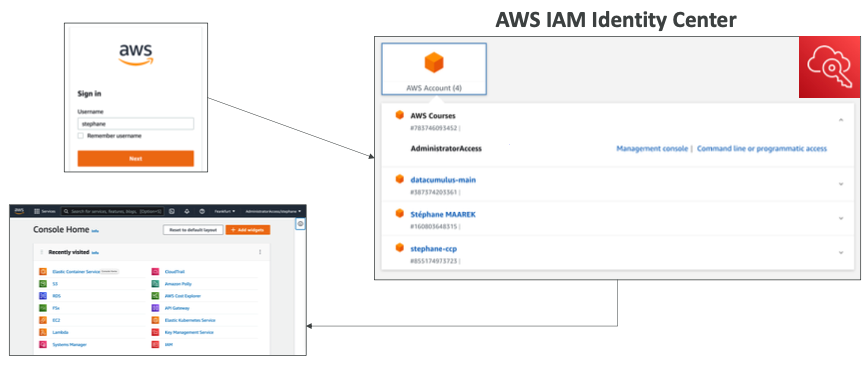 AWS IAM Identity Center
aws
Sign in
Username
stephane
Remember username
Next
AWS Account (4)
AWS Courses
#783746093452 |
AdministratorAccess
Management console | Command line or programmatic access
datacumulus-main
#387374203361 |
Stéphane MAAREK
#160803648315 |
stephane-ccp
#855174973723 |
aws Services Search for services, features, blogs, [Option+S] Frankfurt AdministratorAccess/stephane
Console Home Info
Reset to default layout + Add widgets
Recently visited Info
Elastic Container Service
CloudTrail
S3
Amazon Polly
RDS
AWS Cost Explorer
FSx
API Gateway
EC2
Elastic Kubernetes Service
Lambda
Key Management Service
Systems Manager
IAM